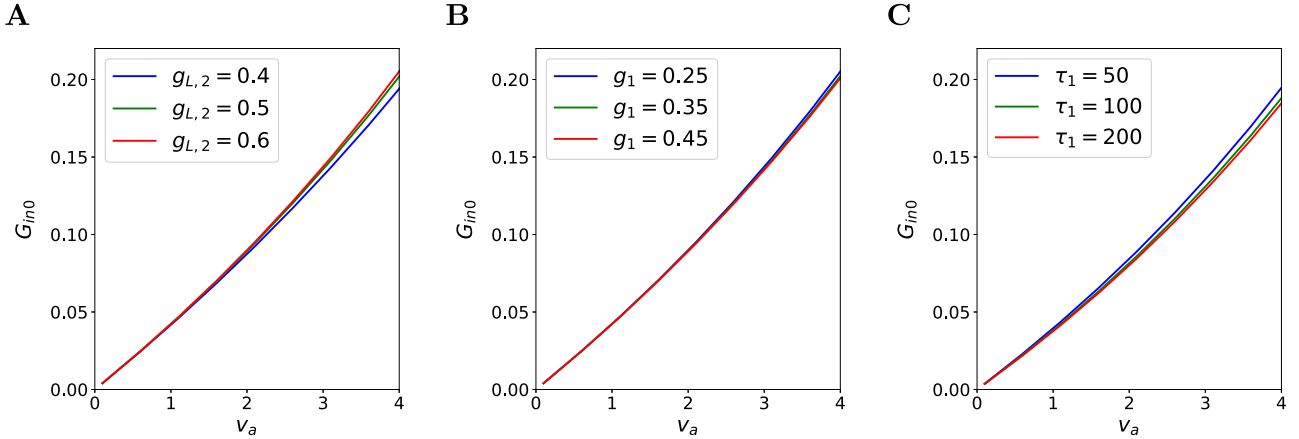 A
g_{L,2} = 0.4
g_{L,2} = 0.5
g_{L,2} = 0.6
0.20
0.15
0.10
0.05
0.00
G_{in0}
0 1 2 3 4
v_a
B
g_1 = 0.25
g_1 = 0.35
g_1 = 0.45
0.20
0.15
0.10
0.05
0.00
G_{in0}
0 1 2 3 4
v_a
C
τ_1 = 50
τ_1 = 100
τ_1 = 200
0.20
0.15
0.10
0.05
0.00
G_{in0}
0 1 2 3 4
v_a